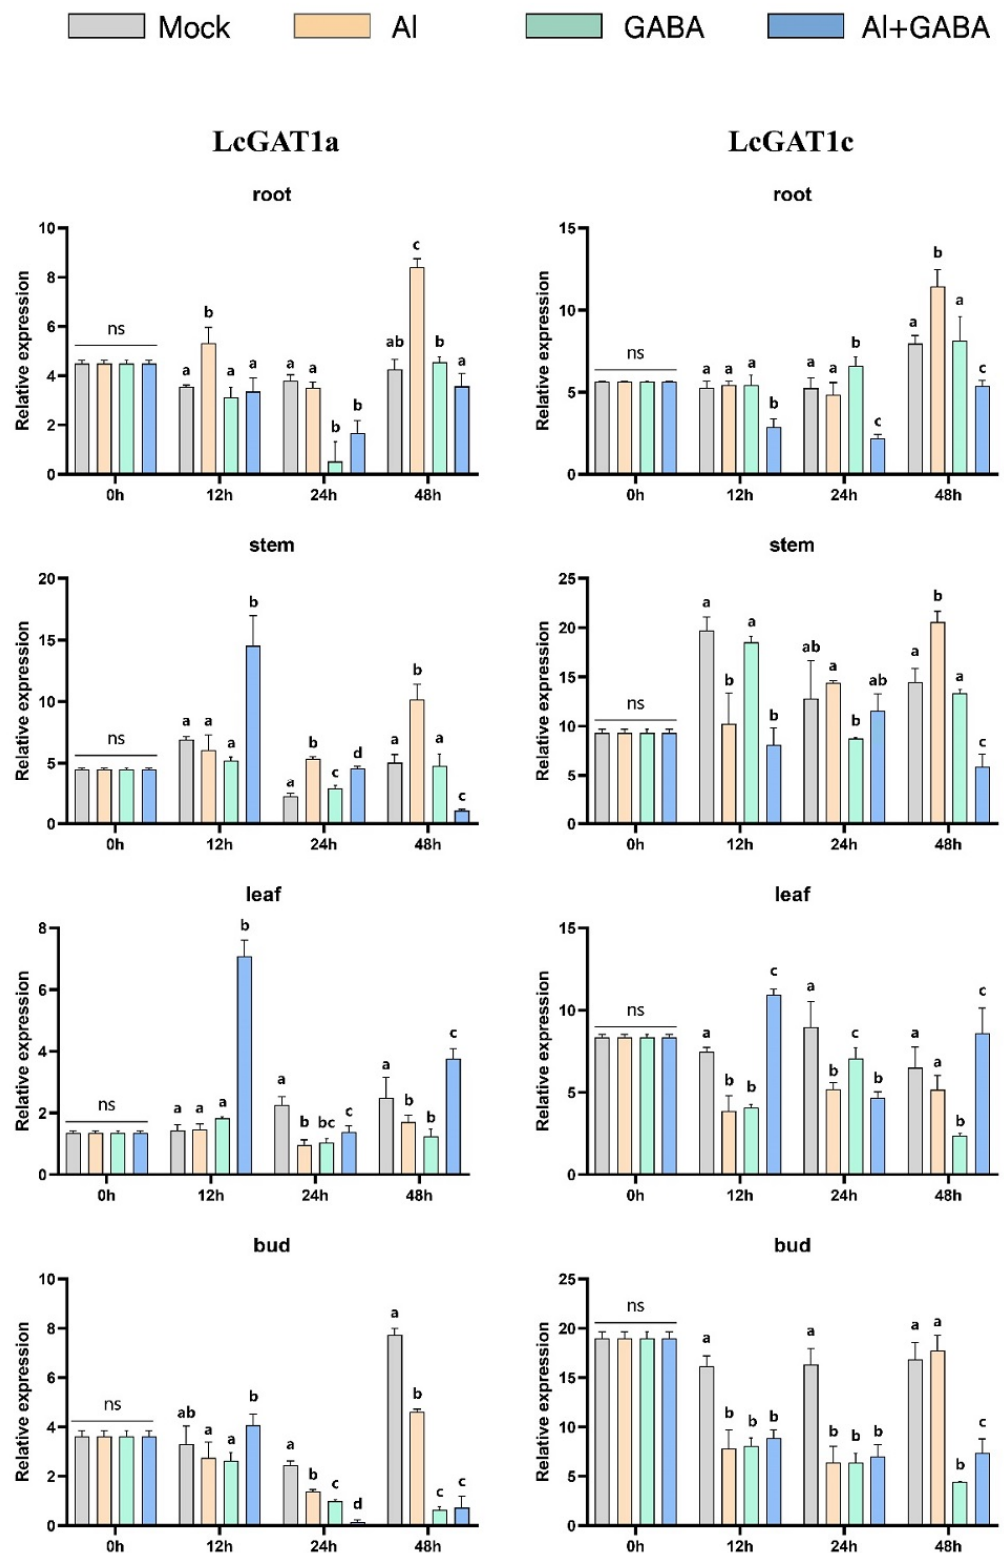 Mock Al GABA Al+GABA
LcGAT1a LcGAT1c
root
Relative expression
10
8
6
4
2
0
ns
a b a a
a a b b
ab c b a
0h 12h 24h 48h
root
Relative expression
15
10
5
0
ns
a a a b
a a b c
a b a c
0h 12h 24h 48h
stem
Relative expression
20
15
10
5
0
ns
a a a b
a b c d
a b a c
0h 12h 24h 48h
stem
Relative expression
25
20
15
10
5
0
ns
a b a b
ab a b ab
a b a c
0h 12h 24h 48h
leaf
Relative expression
8
6
4
2
0
ns
a a a b
a b bc c
a b b c
0h 12h 24h 48h
leaf
Relative expression
15
10
5
0
ns
a b b c
a b c b
a a b c
0h 12h 24h 48h
bud
Relative expression
10
8
6
4
2
0
ns
ab a a b
a b c d
a b c c
0h 12h 24h 48h
bud
Relative expression
25
20
15
10
5
0
ns
a b b b
a b b b
a a b c
0h 12h 24h 48h